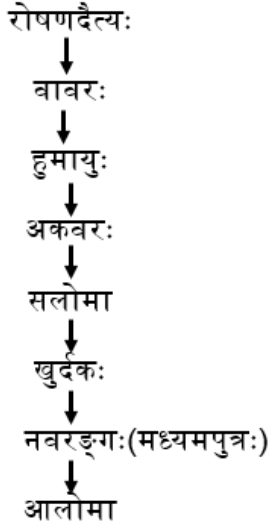 रोषणदैत्यः
वावरः
हुमायुः
अकवरः
सलोमा
खुर्दकः
नवरङ्गः(मध्यमपुत्रः)
आलोमा